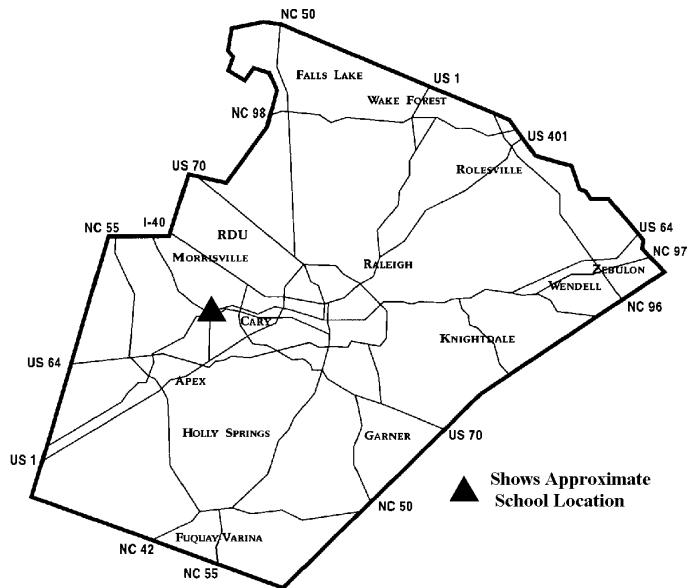 NC 50
FALLS LAKE
US 1
WAKE FOREST
NC 98
US 401
US 70
ROLESVILLE
NC 55
I-40
RDU
US 64
MORRISVILLE
NC 97
RALEIGH
ZEBULON
WENDELL
NC 96
CARY
KNIGHTDALE
US 64
APEX
HOLLY SPRINGS
GARNER
US 70
US 1
Shows Approximate
School Location
NC 50
FUQUAY VARINA
NC 42
NC 55